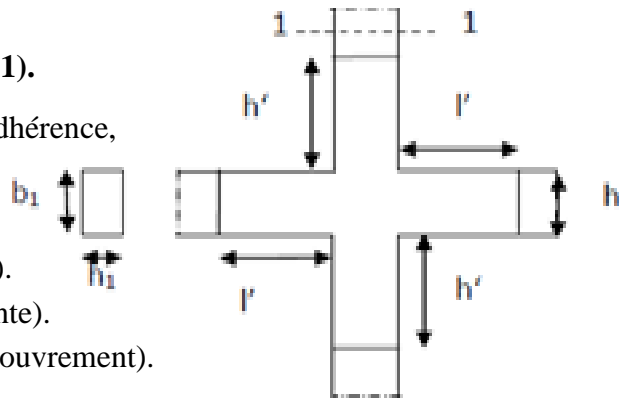 1 1
1).
h'
l'
dhérence,
b₁
h
h₁
).
l'
h'
nte).
ouvrement).